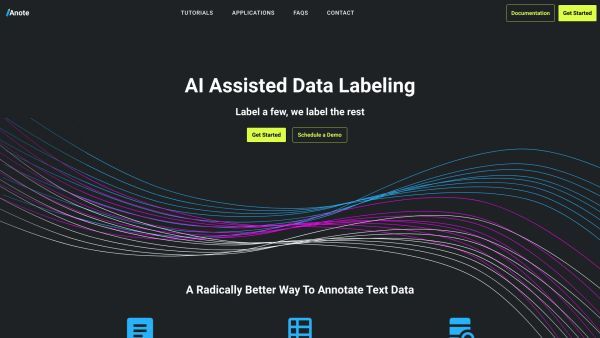 Anote
TUTORIALS APPLICATIONS FAQS CONTACT
Documentation Get Started
AI Assisted Data Labeling
Label a few, we label the rest
Get Started Schedule a Demo
A Radically Better Way To Annotate Text Data